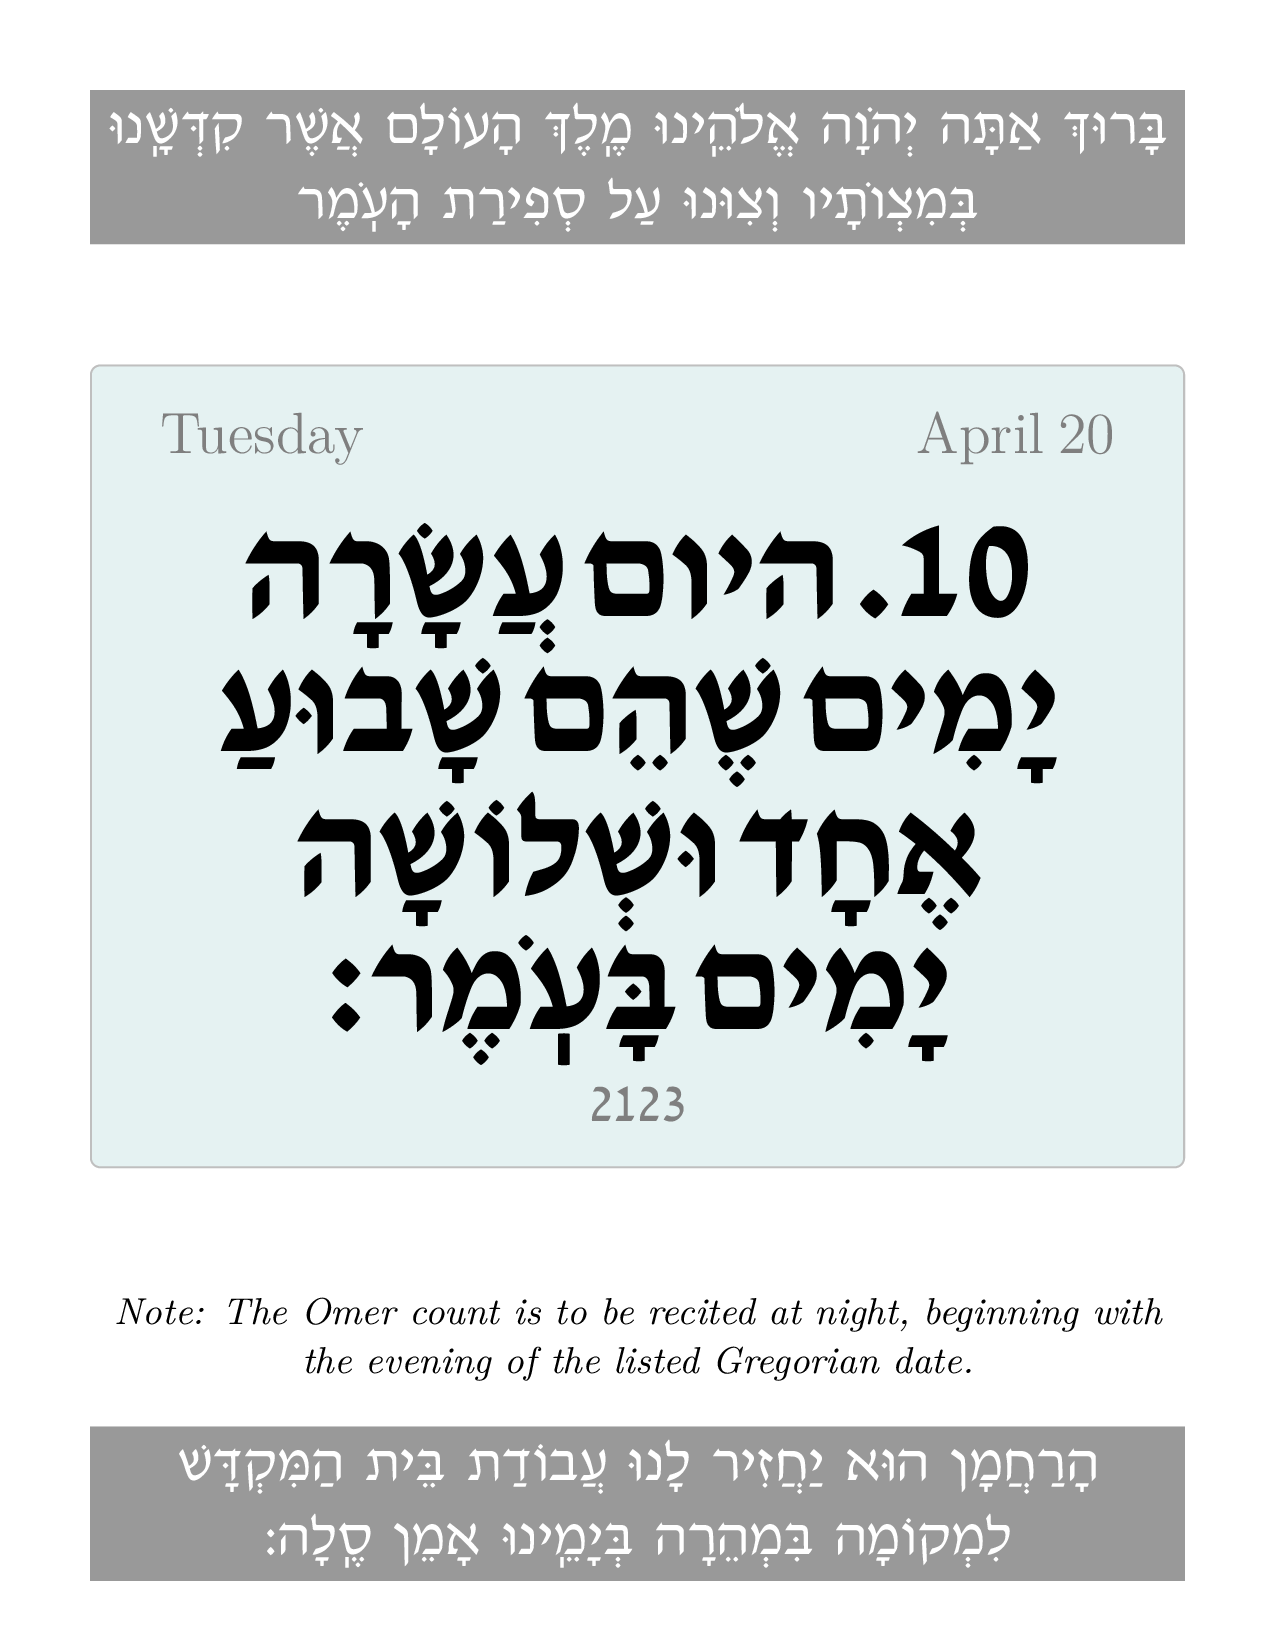 בָּרוּךְ אַתָּה יְהֹוָה אֱלֹהֵֽינוּ מֶֽלֶךְ הָעוֹלָם אֲשֶׁר קִדְּשָֽׁנוּ
בְּמִצְוֹתָיו וְצִוּנוּ עַל סְפִירַת הָעֹֽמֶר
Tuesday April 20
10. היום עֲשָׂרָה
יָמִים שֶׁהֵם שָׁבוּעַ
אֶחָד וּשְׁלוֹשָׁה
יָמִים בָּעֹֽמֶר:
2123
Note: The Omer count is to be recited at night, beginning with
the evening of the listed Gregorian date.
הָרַחֲמָן הוּא יַחֲזִיר לָנוּ עֲבוֹדַת בֵּית הַמִּקְדָּשׁ
לִמְקוֹמָה בִּמְהֵרָה בְּיָמֵֽינוּ אָמֵן סֶֽלָה: